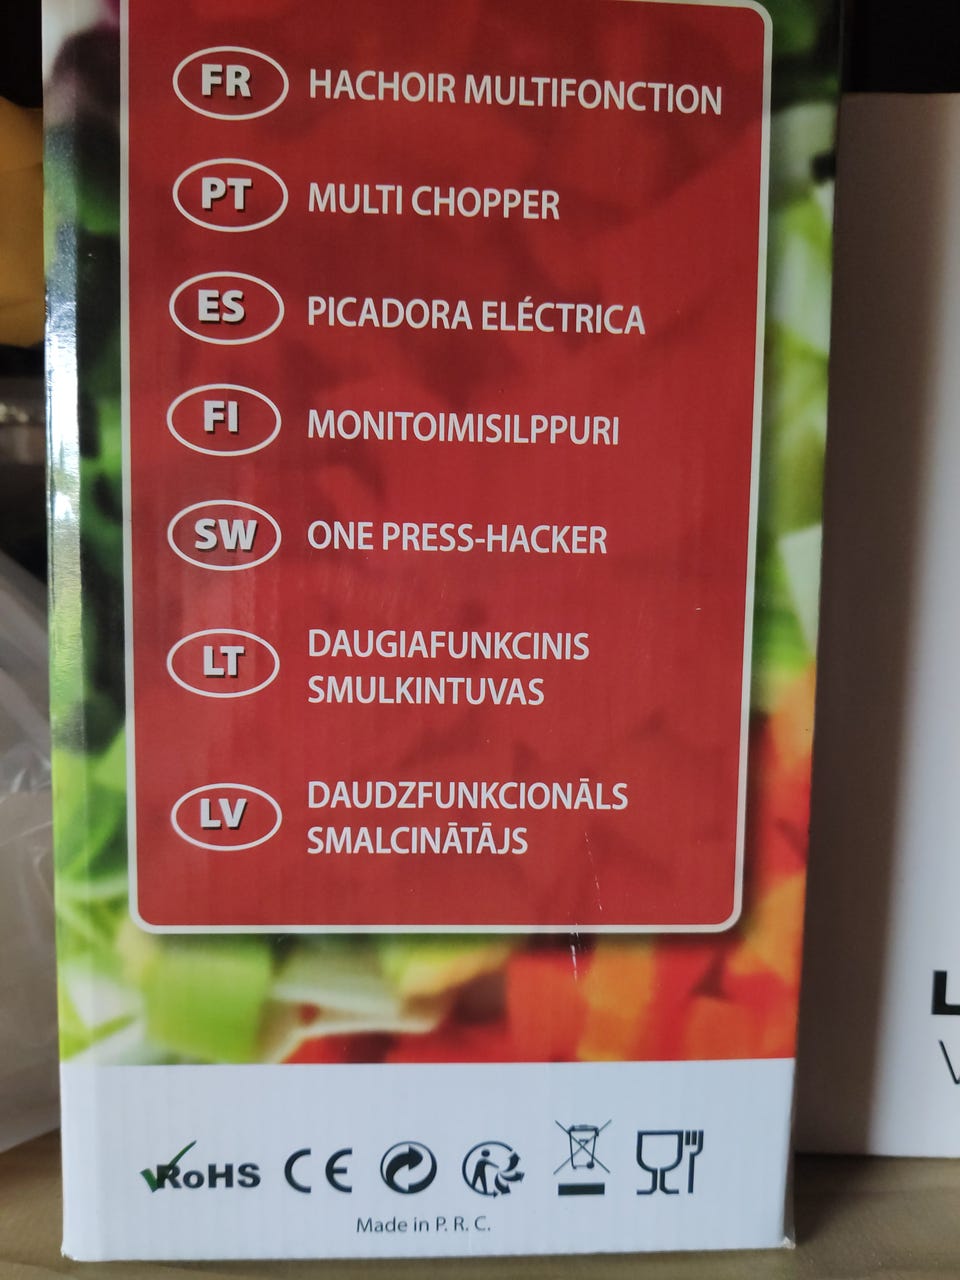 FR HACHOIR MULTIFONCTION
PT MULTI CHOPPER
ES PICADORA ELÉCTRICA
FI MONITOIMISILPPURI
SW ONE PRESS-HACKER
LT DAUGIAFUNKCINIS
SMULKINTUVAS
LV DAUDZFUNKCIONĀLS
SMALCINĀTĀJS
RoHS CE
Made in P. R. C.